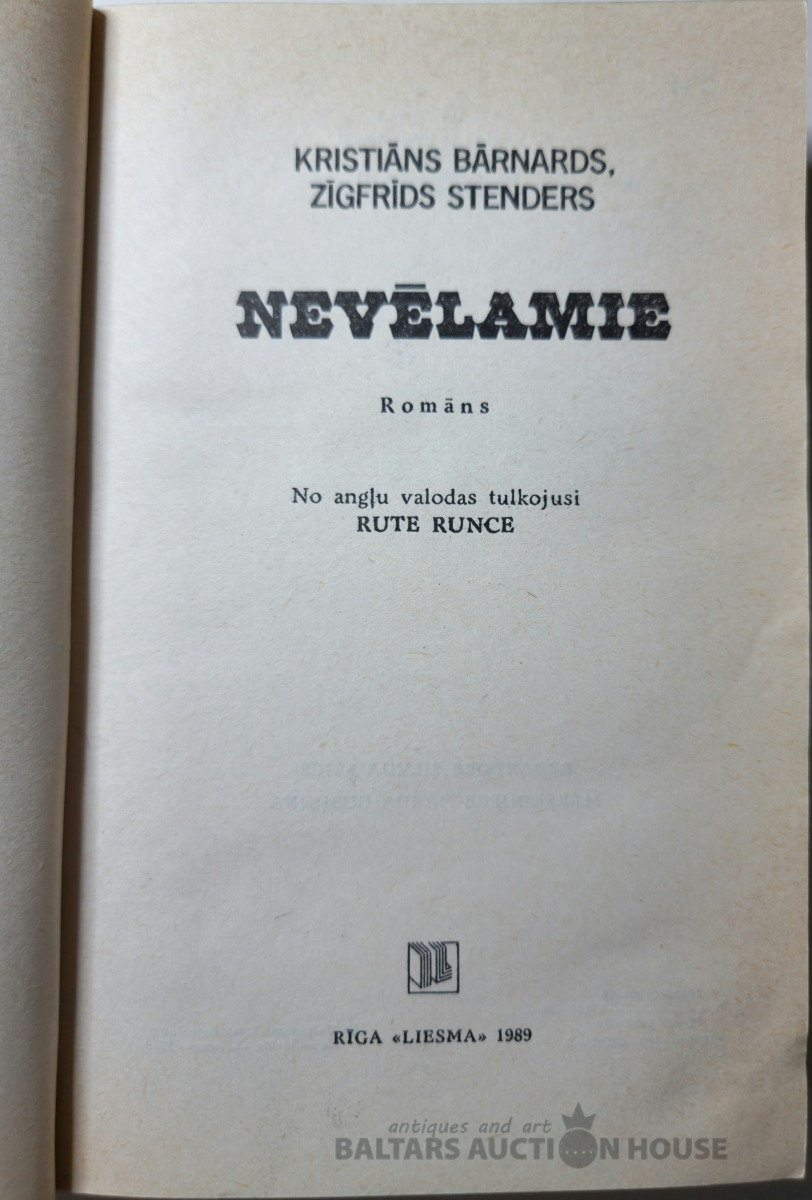 KRISTIĀNS BĀRNARDS,
ZĪGFRĪDS STENDERS
NEVĒLAMIE
Romāns
No angļu valodas tulkojusi
RUTE RUNCE
RĪGA «LIESMA» 1989
antiques and art
BALTARS AUCTION HOUSE